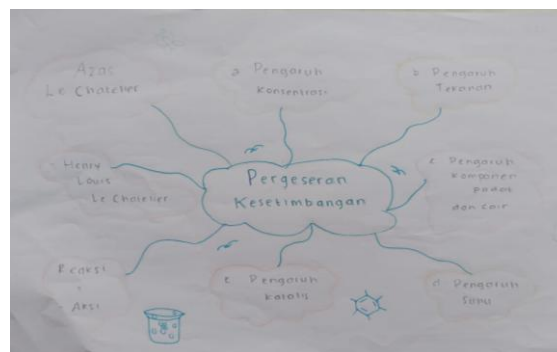 Azas
Le Chatelier
a Pengaruh
Konsentrasi
b Pengaruh
Tekanan
- Henry
Louis
Le Chatelier
Pergeseran
Kesetimbangan
c Pengaruh
Komponen
padat
dan cair
Reaksi
=
- Aksi
e Pengaruh
Katalis
d Pengaruh
Suhu